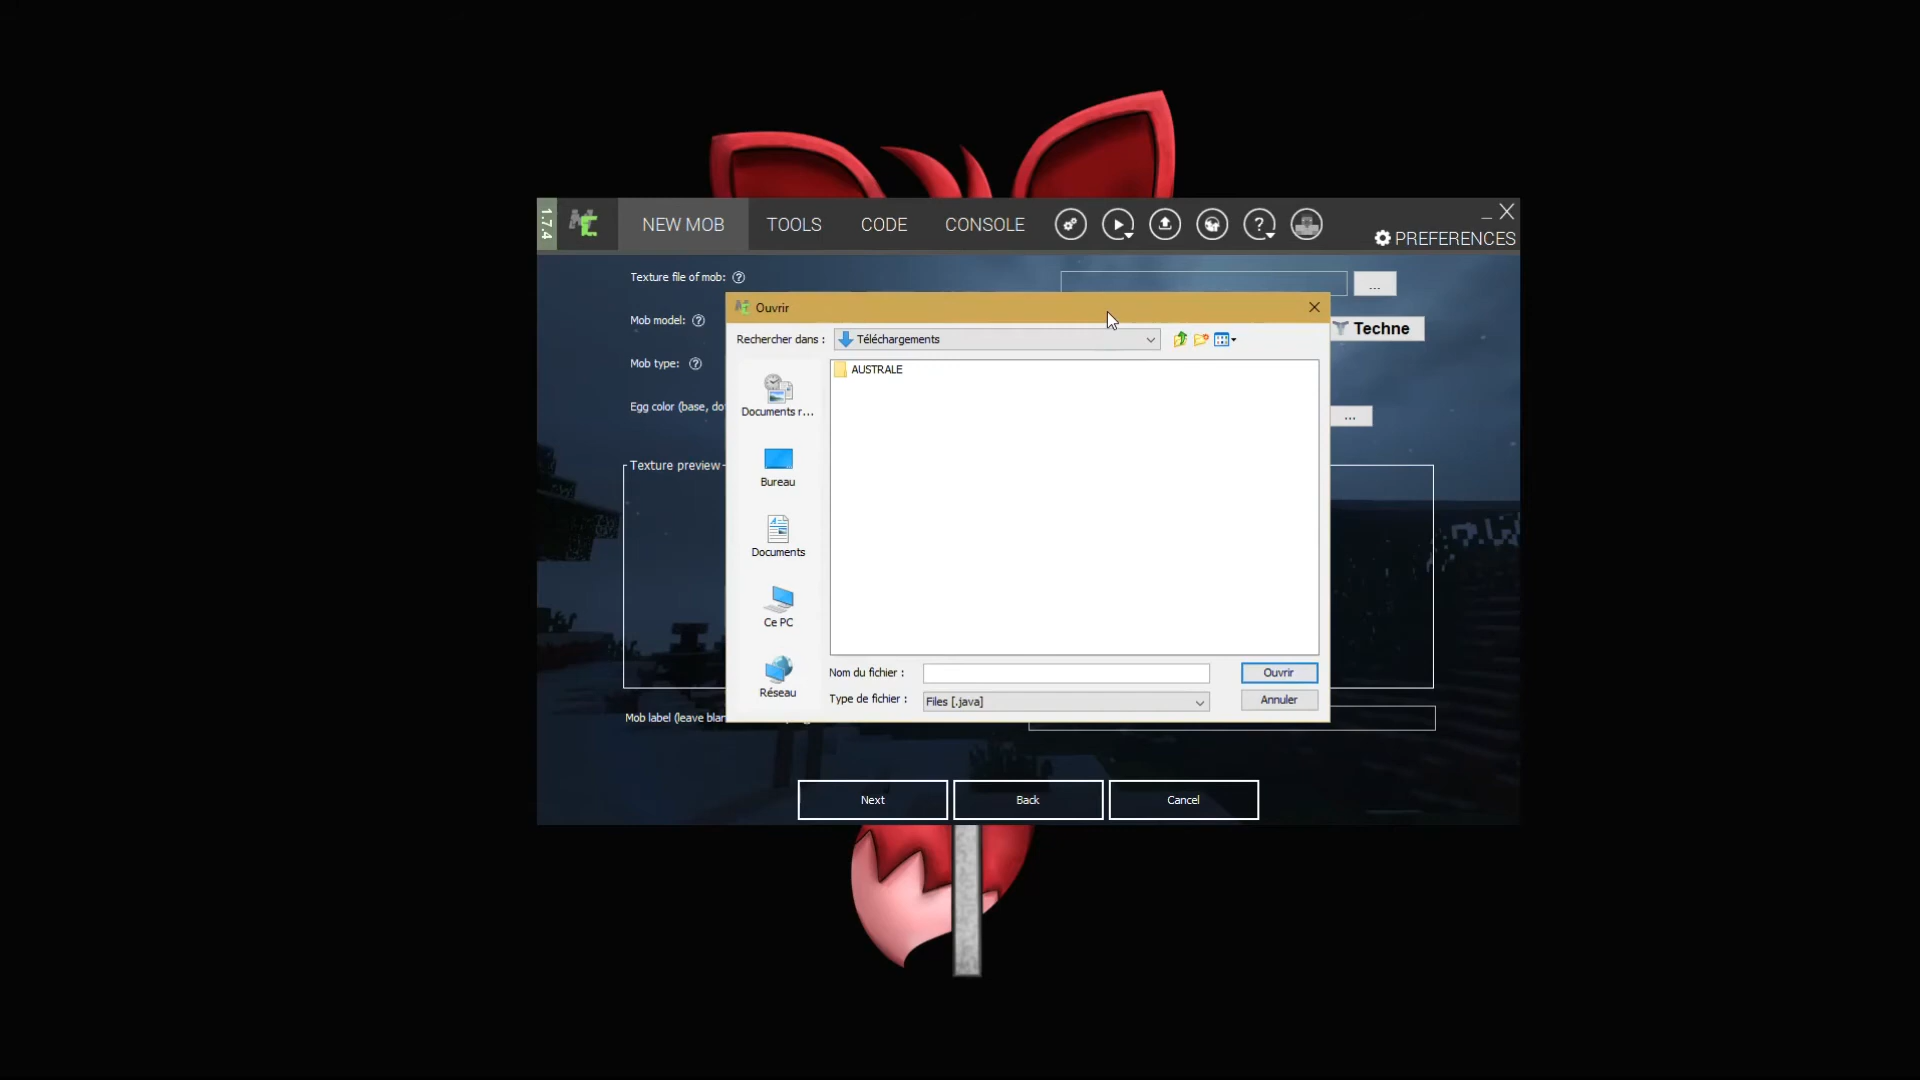 1.7.4
NEW MOB
TOOLS
CODE
CONSOLE
?
PREFERENCES
Texture file of mob: ?
...
Ouvrir
Mob model: ?
Techne
Rechercher dans :
Téléchargements
Mob type: ?
AUSTRALE
Documents r...
Egg color (base, do
...
Texture preview
Bureau
Documents
Ce PC
Réseau
Nom du fichier :
Ouvrir
Type de fichier :
Files [.java]
Annuler
Mob label (leave blan
Next
Back
Cancel